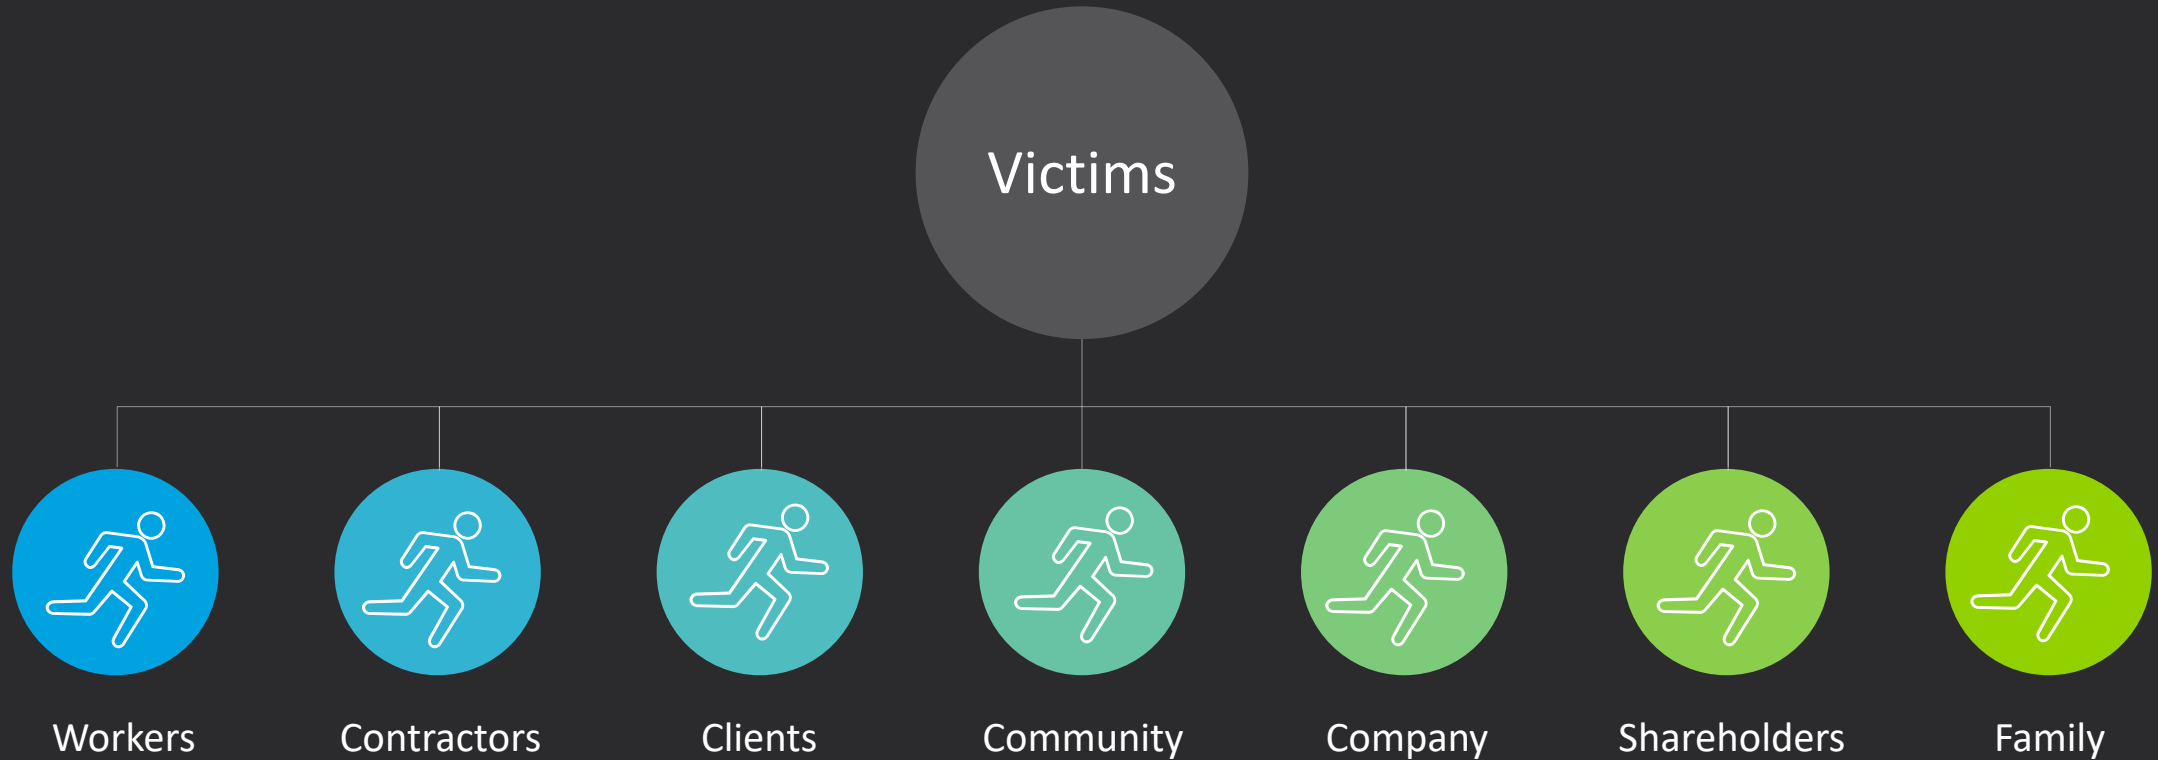 Victims
Workers
Contractors
Clients
Community
Company
Shareholders
Family